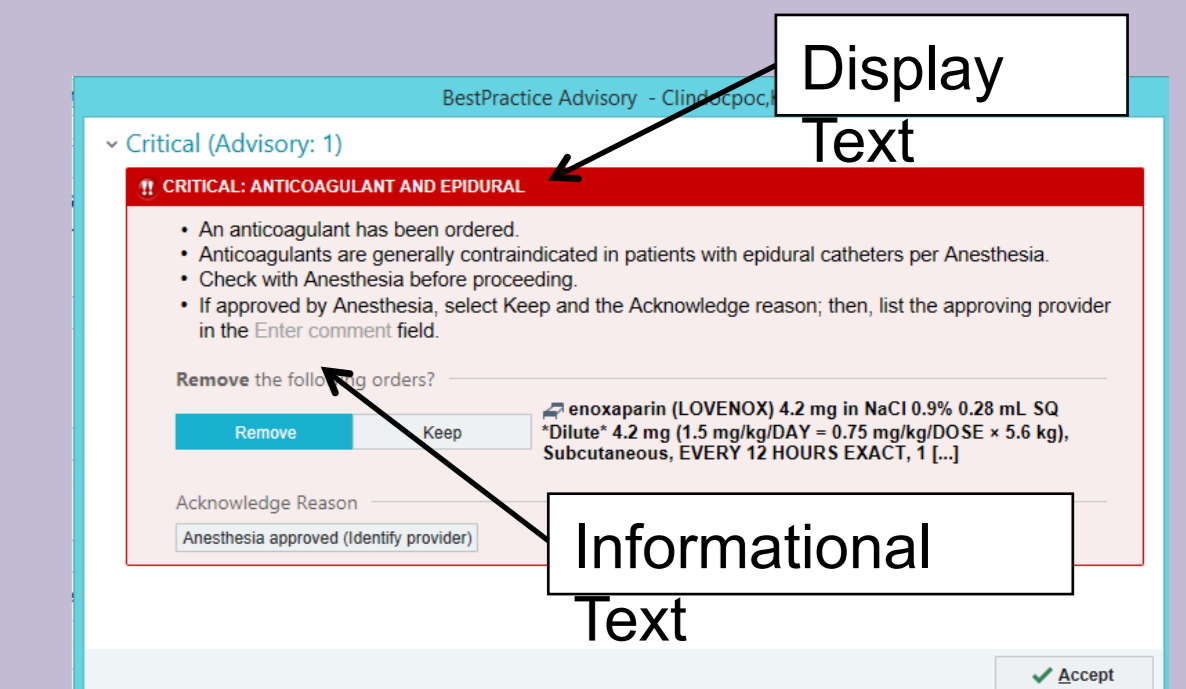 Display
Text
BestPractice Advisory - Clindocpoc,
Critical (Advisory: 1)
CRITICAL: ANTICOAGULANT AND EPIDURAL
• An anticoagulant has been ordered.
• Anticoagulants are generally contraindicated in patients with epidural catheters per Anesthesia.
• Check with Anesthesia before proceeding.
• If approved by Anesthesia, select Keep and the Acknowledge reason; then, list the approving provider
in the Enter comment field.
Remove the following orders?
Remove
Keep
enoxaparin (LOVENOX) 4.2 mg in NaCl 0.9% 0.28 mL SQ
*Dilute* 4.2 mg (1.5 mg/kg/DAY = 0.75 mg/kg/DOSE × 5.6 kg),
Subcutaneous, EVERY 12 HOURS EXACT, 1 [...]
Acknowledge Reason
Anesthesia approved (Identify provider)
Informational
Text
Accept